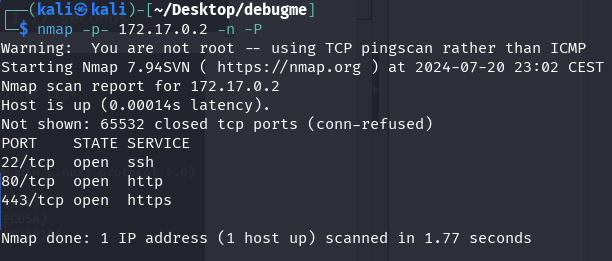 (kali㉿kali)-[~/Desktop/debugme]
$ nmap -p- 172.17.0.2 -n -P
Warning:  You are not root -- using TCP pingscan rather than ICMP
Starting Nmap 7.94SVN ( https://nmap.org ) at 2024-07-20 23:02 CEST
Nmap scan report for 172.17.0.2
Host is up (0.00014s latency).
Not shown: 65532 closed tcp ports (conn-refused)
PORT    STATE SERVICE
22/tcp  open  ssh
80/tcp  open  http
443/tcp open  https
Nmap done: 1 IP address (1 host up) scanned in 1.77 seconds